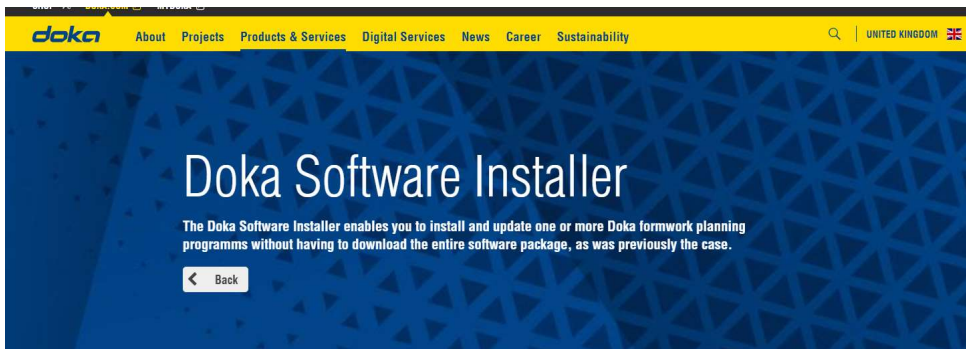 doka
About Projects Products & Services Digital Services News Career Sustainability
UNITED KINGDOM
Doka Software Installer
The Doka Software Installer enables you to install and update one or more Doka formwork planning
programms without having to download the entire software package, as was previously the case.
Back